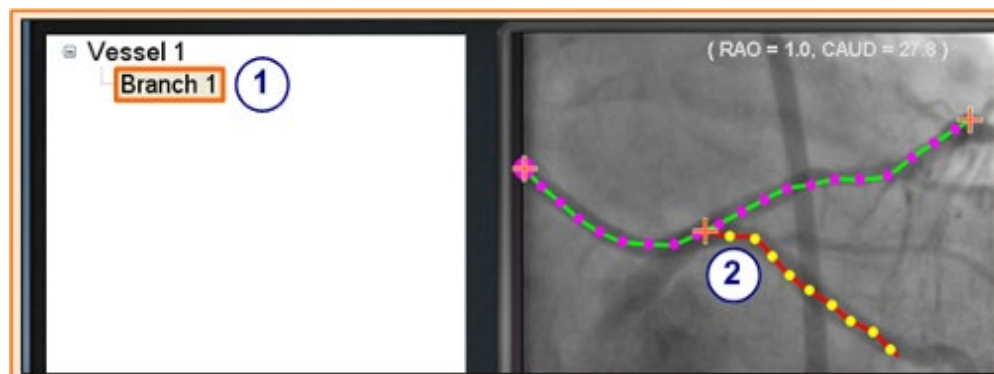 Vessel 1
Branch 1
1
( RAO = 1.0, CAUD = 27.8 )
2